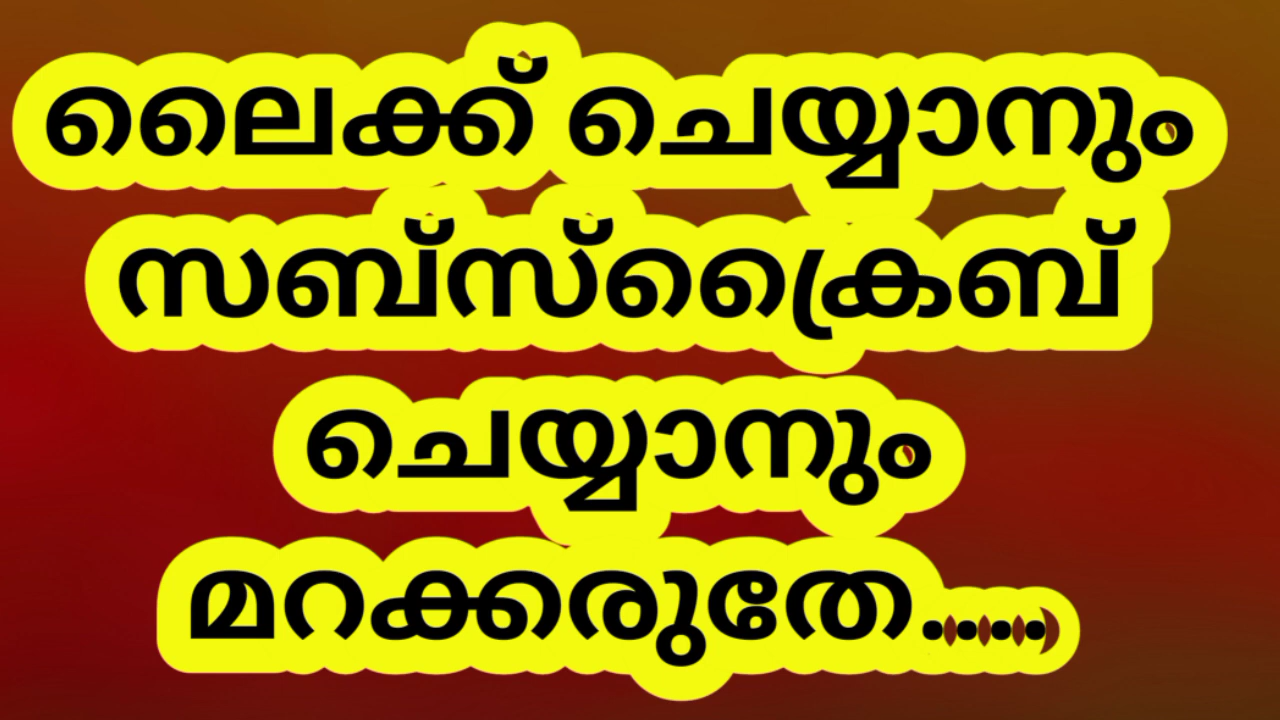 ലൈക്ക് ചെയ്യാനും
സബ്സ്ക്രൈബ്
ചെയ്യാനും
മറക്കരുതേ.....